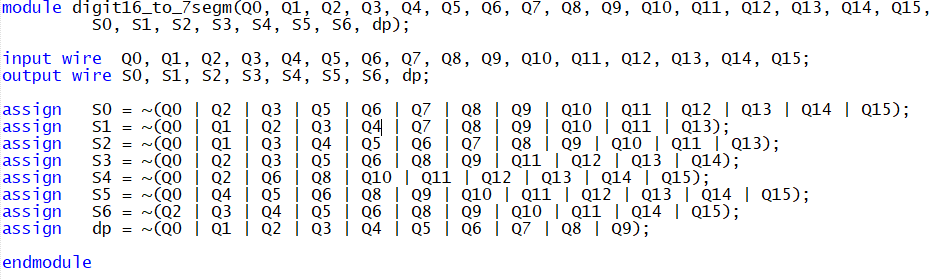 module digit16_to_7segm(Q0, Q1, Q2, Q3, Q4, Q5, Q6, Q7, Q8, Q9, Q10, Q11, Q12, Q13, Q14, Q15,
S0, S1, S2, S3, S4, S5, S6, dp);
input wire Q0, Q1, Q2, Q3, Q4, Q5, Q6, Q7, Q8, Q9, Q10, Q11, Q12, Q13, Q14, Q15;
output wire S0, S1, S2, S3, S4, S5, S6, dp;
assign S0 = ~(Q0 | Q2 | Q3 | Q5 | Q6 | Q7 | Q8 | Q9 | Q10 | Q11 | Q12 | Q13 | Q14 | Q15);
assign S1 = ~(Q0 | Q1 | Q2 | Q3 | Q4 | Q7 | Q8 | Q9 | Q10 | Q11 | Q13);
assign S2 = ~(Q0 | Q1 | Q3 | Q4 | Q5 | Q6 | Q7 | Q8 | Q9 | Q10 | Q11 | Q13);
assign S3 = ~(Q0 | Q2 | Q3 | Q5 | Q6 | Q8 | Q9 | Q11 | Q12 | Q13 | Q14);
assign S4 = ~(Q0 | Q2 | Q6 | Q8 | Q10 | Q11 | Q12 | Q13 | Q14 | Q15);
assign S5 = ~(Q0 | Q4 | Q5 | Q6 | Q8 | Q9 | Q10 | Q11 | Q12 | Q13 | Q14 | Q15);
assign S6 = ~(Q2 | Q3 | Q4 | Q5 | Q6 | Q8 | Q9 | Q10 | Q11 | Q14 | Q15);
assign dp = ~(Q0 | Q1 | Q2 | Q3 | Q4 | Q5 | Q6 | Q7 | Q8 | Q9);
endmodule